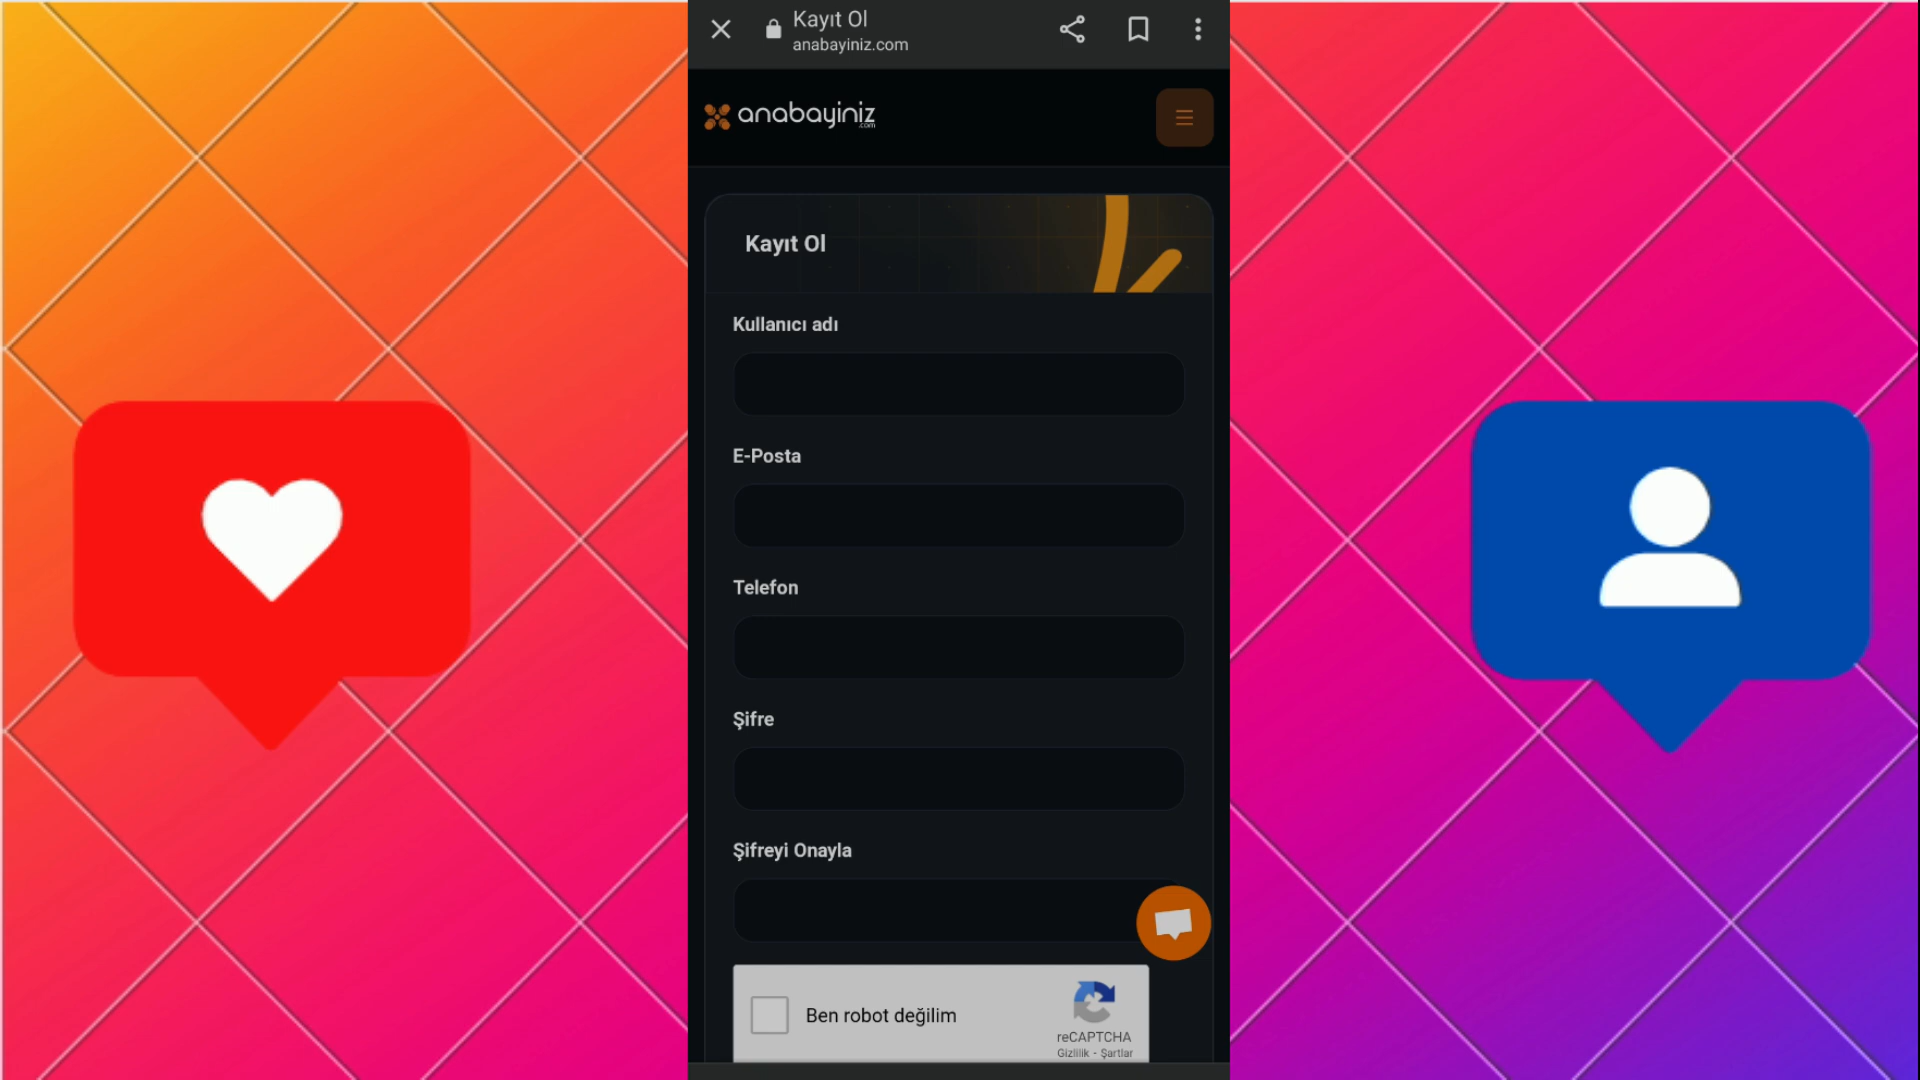 Kayıt Ol
anabayiniz.com
anabayiniz
.com
Kayıt Ol
Kullanıcı adı
E-Posta
Telefon
Şifre
Şifreyi Onayla
Ben robot değilim
reCAPTCHA
Gizlilik - Şartlar